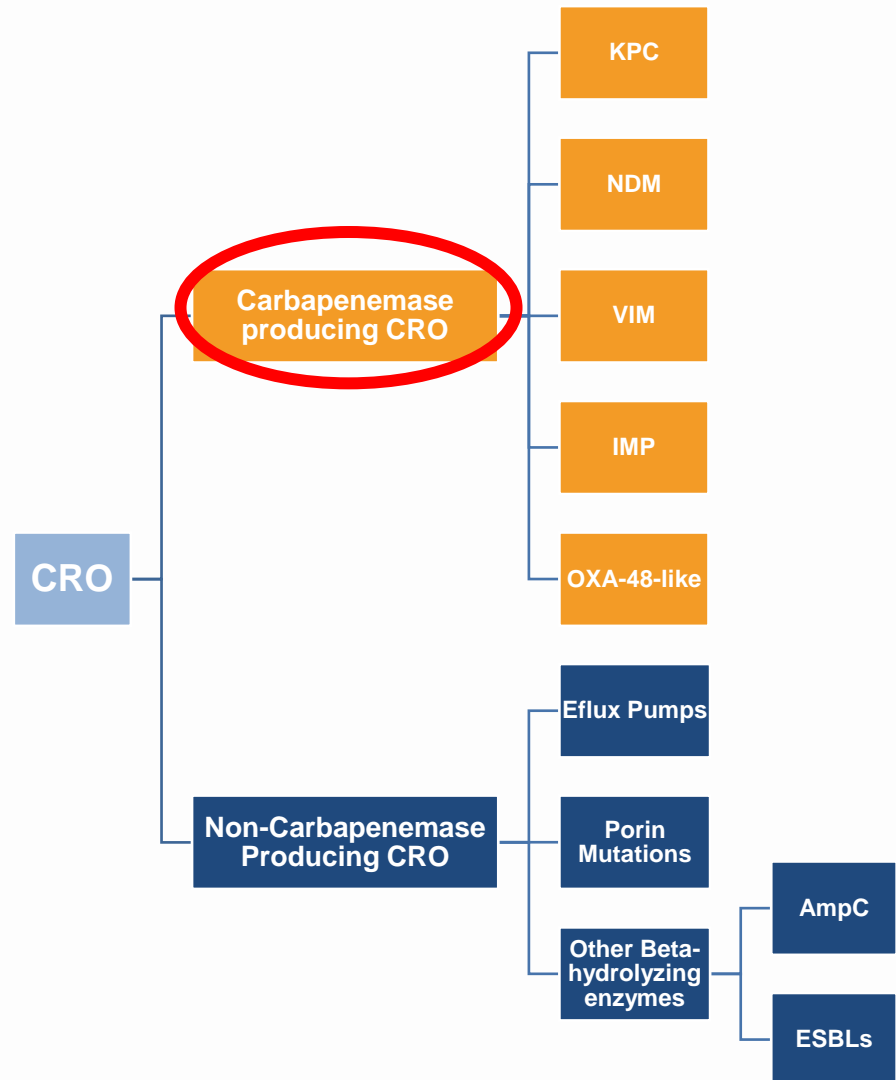 KPC
NDM
Carbapenemase
producing CRO
VIM
IMP
CRO
OXA-48-like
Eflux Pumps
Non-Carbapenemase
Producing CRO
Porin
Mutations
AmpC
Other Beta-
hydrolyzing
enzymes
ESBLs